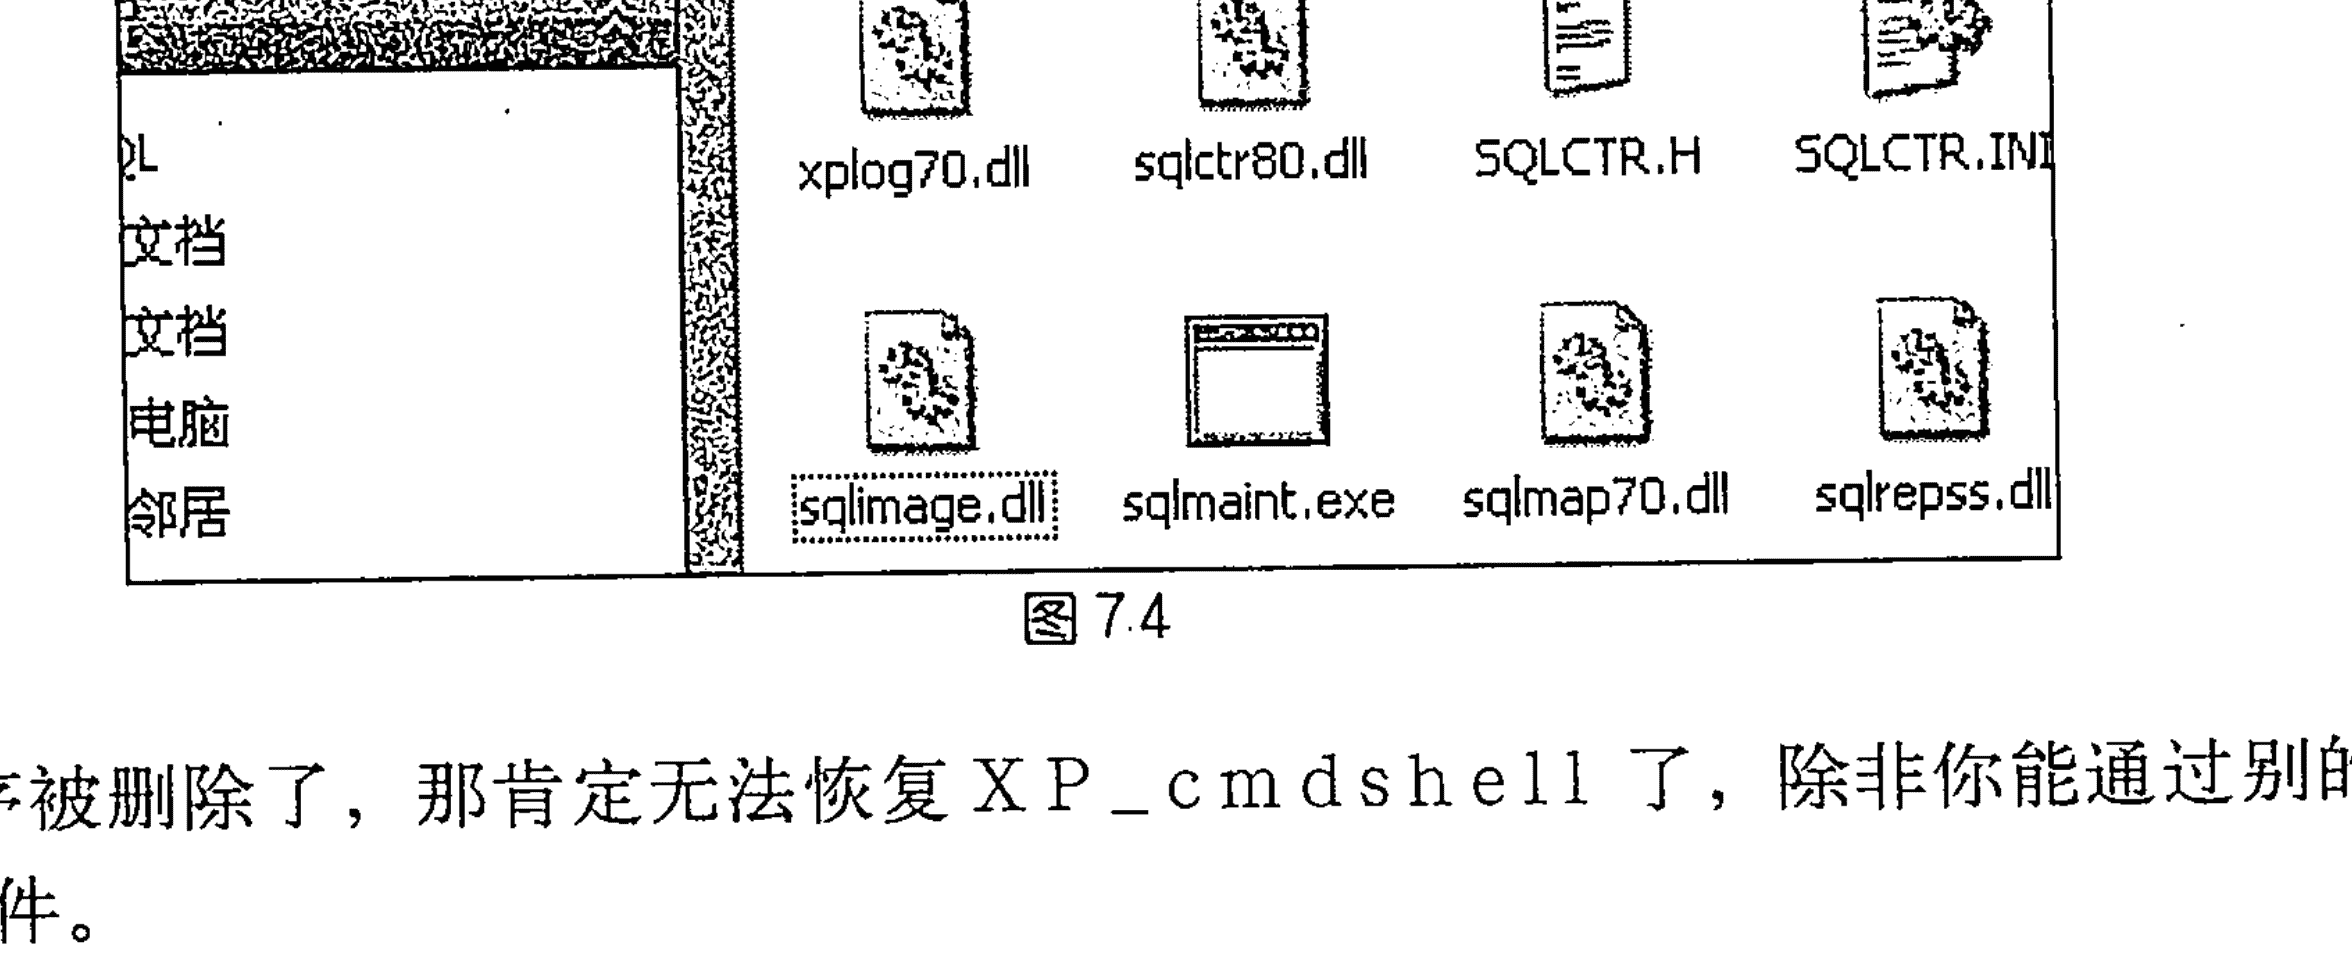 QL
文档
文档
电脑
邻居
xplog70.dll sqlctr80.dll SQLCTR.H SQLCTR.INI
sqlimage.dll sqlmaint.exe sqlmap70.dll sqlrepss.dll
图 7.4
被删除了，那肯定无法恢复XP_cmdshell了，除非你能通过别的
件。